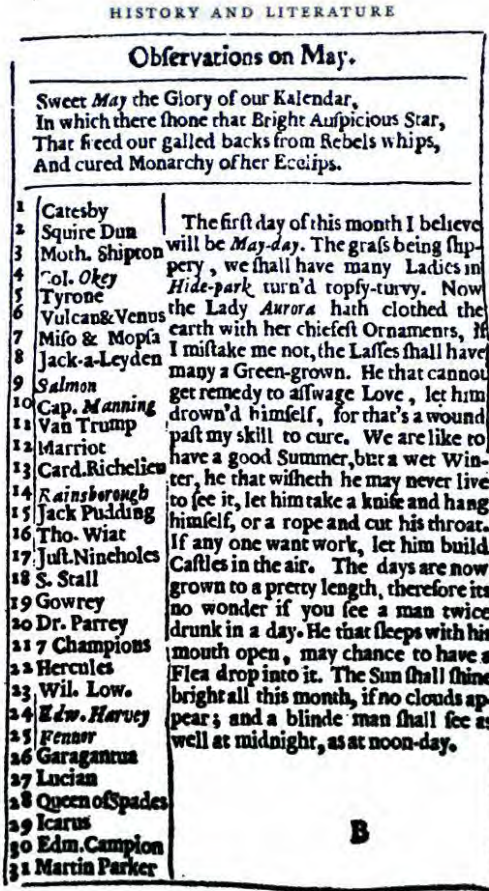 HISTORY AND LITERATURE
Obſervations on May.
Sweet May the Glory of our Kalendar,
In which there ſhone that Bright Auſpicious Star,
That freed our galled backs from Rebels whips,
And cured Monarchy of her Ecclips.
1 Catesby
2 Squire Dun
3 Moth. Shipton
4 Col. Okey
5 Tyrone
6 Vulcan&Venus
7 Miſo & Mopſa
8 Jack-a-Leyden
9 Salmon
10 Cap. Manning
11 Van Trump
12 Marriot
13 Card.Richelieu
14 Rainsborough
15 Jack Pudding
16 Tho. Wiat
17 Juſt.Nineholes
18 S. Stall
19 Gowrey
20 Dr. Parrey
21 7 Champions
22 Hercules
23 Wil. Low.
24 Edw. Harvey
25 Fennor
26 Garagantua
27 Lucian
28 Queen of Spades
29 Icarus
30 Edm.Campion
31 Martin Parker
The firſt day of this month I believe
will be May-day. The graſs being ſlip-
pery, we ſhall have many Ladies in
Hide-park turn'd topſy-turvy. Now
the Lady Aurora hath clothed the
earth with her chiefeſt Ornaments, If
I miſtake me not, the Laſſes ſhall have
many a Green-grown. He that cannot
get remedy to aſſwage Love, let him
drown'd himſelf, for that's a wound
paſt my skill to cure. We are like to
have a good Summer, but a wet Win-
ter, he that wiſheth he may never live
to ſee it, let him take a knife and hang
himſelf, or a rope and cut his throat.
If any one want work, let him build
Caſtles in the air. The days are now
grown to a pretty length, therefore its
no wonder if you ſee a man twice
drunk in a day. He that ſleeps with his
mouth open, may chance to have a
Flea drop into it. The Sun ſhall ſhine
bright all this month, if no clouds ap-
pear; and a blinde man ſhall ſee as
well at midnight, as at noon-day.
B